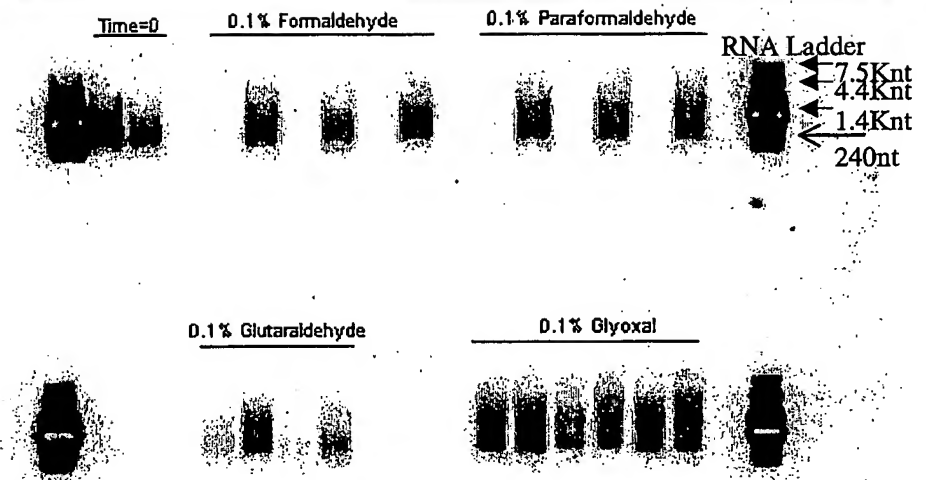 Time=0
0.1% Formaldehyde
0.1% Paraformaldehyde
RNA Ladder
7.5Knt
4.4Knt
1.4Knt
240nt
0.1% Glutaraldehyde
0.1% Glyoxal